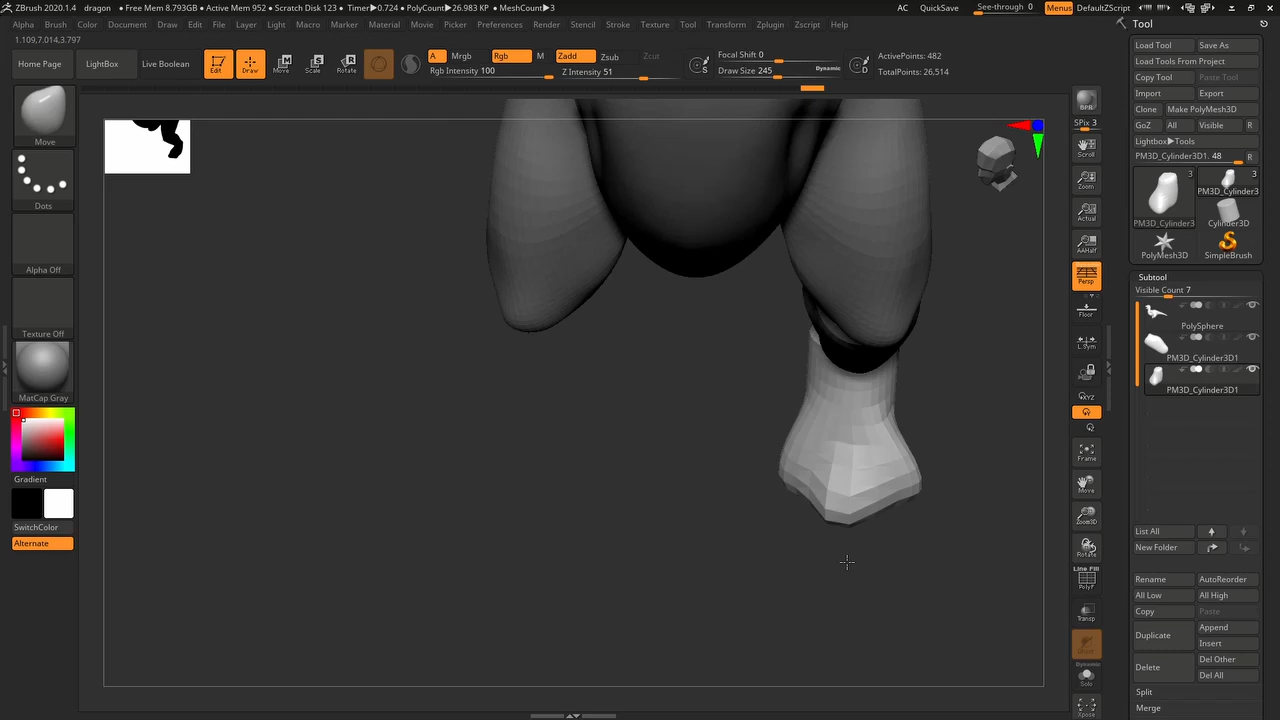 ZBrush 2020.1.4 dragon • Free Mem 8.793GB • Active Mem 952 • Scratch Disk 123 • Timer▶0.724 • PolyCount▶26.983 KP • MeshCount▶3 AC QuickSave See-through 0 Menus DefaultZScript
Alpha Brush Color Document Draw Edit File Layer Light Macro Marker Material Movie Picker Preferences Render Stencil Stroke Texture Tool Transform Zplugin Zscript Help
1.109,7.014,3.797
Home Page LightBox Live Boolean
Edit Draw Move Scale Rotate
A Mrgb Rgb M Zadd Zsub Zcut
Rgb Intensity 100 Z Intensity 51
Focal Shift 0
Draw Size 245 Dynamic
S D
ActivePoints: 482
TotalPoints: 26,514
Move
Dots
Alpha Off
Texture Off
MatCap Gray
Gradient
SwitchColor
Alternate
BPR
SPix 3
Scroll
Zoom
Actual
AAHalf
Persp
Floor
L.Sym
XYZ
Y
Z
Frame
Move
Zoom3D
Rotate
Line Fill
PolyF
Transp
Ghost
Dynamic
Solo
Xpose
Tool
Load Tool Save As
Load Tools From Project
Copy Tool Paste Tool
Import Export
Clone Make PolyMesh3D
GoZ All Visible R
Lightbox▶Tools
PM3D_Cylinder3D1. 48 R
3 3
PM3D_Cylinder3
PM3D_Cylinder3 Cylinder3D
PolyMesh3D SimpleBrush
Subtool
Visible Count 7
PolySphere
PM3D_Cylinder3D1
PM3D_Cylinder3D1
List All
New Folder
Rename AutoReorder
All Low All High
Copy Paste
Duplicate Append
Insert
Delete Del Other
Del All
Split
Merge